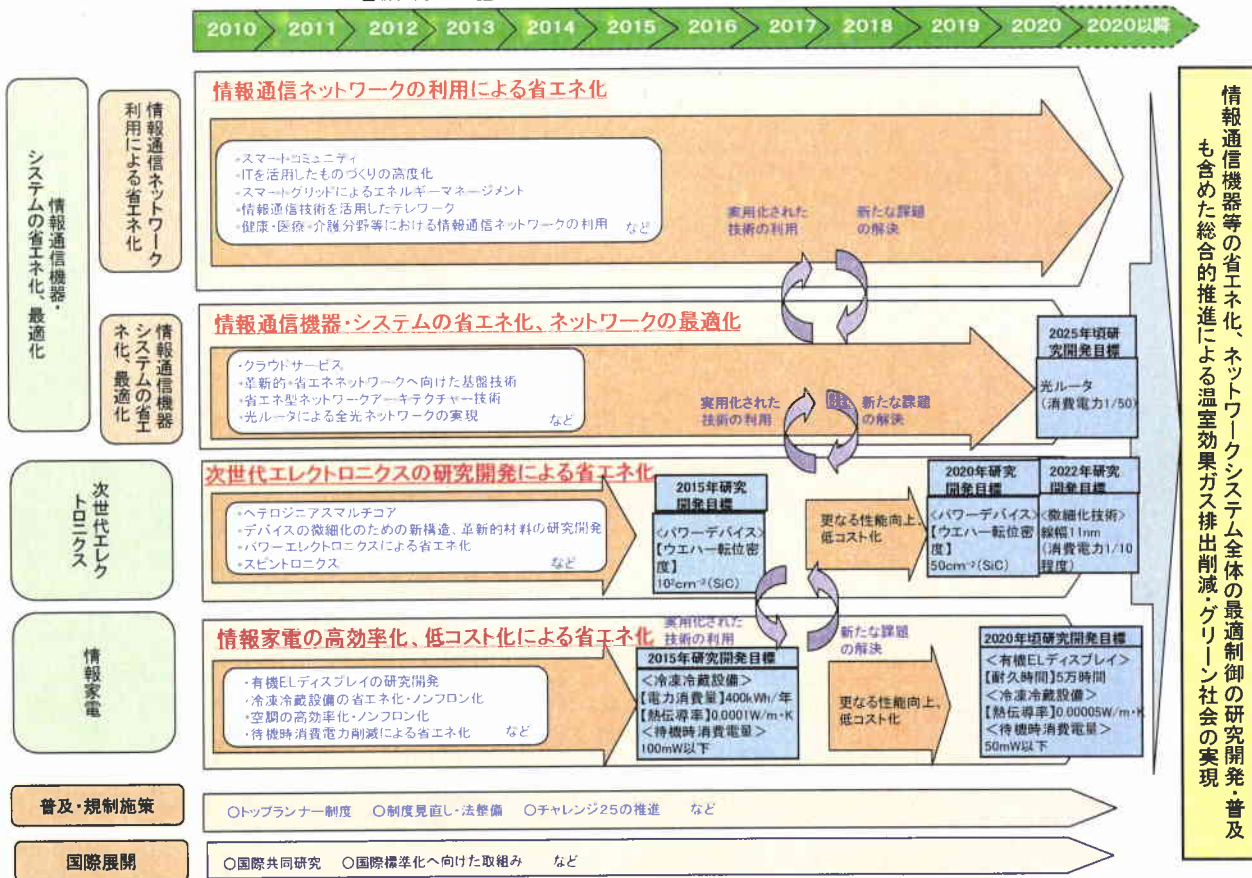 2010 2011 2012 2013 2014 2015 2016 2017 2018 2019 2020 2020以降
情報通信機器・
システムの省エネ化、最適化
情報通信ネットワーク
利用による省エネ化
情報通信ネットワークの利用による省エネ化
・スマートコミュニティ
・ITを活用したものづくりの高度化
・スマートグリッドによるエネルギーマネージメント
・情報通信技術を活用したテレワーク
・健康・医療・介護分野等における情報通信ネットワークの利用 など
実用化された
技術の利用
新たな課題
の解決
情報通信機器
システムの省エ
ネ化、最適化
情報通信機器・システムの省エネ化、ネットワークの最適化
・クラウドサービス
・革新的・省エネネットワークへ向けた基盤技術
・省エネ型ネットワークアーキテクチャー技術
・光ルータによる全光ネットワークの実現 など
実用化された
技術の利用
新たな課題
の解決
2025年頃研
究開発目標
光ルータ
(消費電力1/50)
次世代エレク
トロニクス
次世代エレクトロニクスの研究開発による省エネ化
・ヘテロジニアスマルチコア
・デバイスの微細化のための新構造、革新的材料の研究開発
・パワーエレクトロニクスによる省エネ化
・スピントロニクス など
2015年研究
開発目標
<パワーデバイス>
【ウエハー転位密
度】
10²cm⁻²(SiC)
更なる性能向上、
低コスト化
2020年研究
開発目標
<パワーデバイス>
【ウエハー転位密
度】
50cm⁻²(SiC)
2022年研究
開発目標
<微細化技術>
線幅11nm
(消費電力1/10
程度)
実用化された
技術の利用
新たな課題
の解決
情報家電
情報家電の高効率化、低コスト化による省エネ化
・有機ELディスプレイの研究開発
・冷凍冷蔵設備の省エネ化・ノンフロン化
・空調の高効率化・ノンフロン化
・待機時消費電力削減による省エネ化 など
2015年研究開発目標
<冷凍冷蔵設備>
【電力消費量】400kWh/年
【熱伝導率】0.0001W/m・K
<待機時消費電量>
100mW以下
更なる性能向上、
低コスト化
2020年頃研究開発目標
<有機ELディスプレイ>
【耐久時間】5万時間
<冷凍冷蔵設備>
【熱伝導率】0.00005W/m・K
<待機時消費電量>
50mW以下
普及・規制施策
○トップランナー制度 ○制度見直し・法整備 ○チャレンジ25の推進 など
国際展開
○国際共同研究 ○国際標準化へ向けた取組み など
情報通信機器等の省エネ化、ネットワークシステム全体の最適制御の研究開発・普及
も含めた総合的推進による温室効果ガス排出削減・グリーン社会の実現